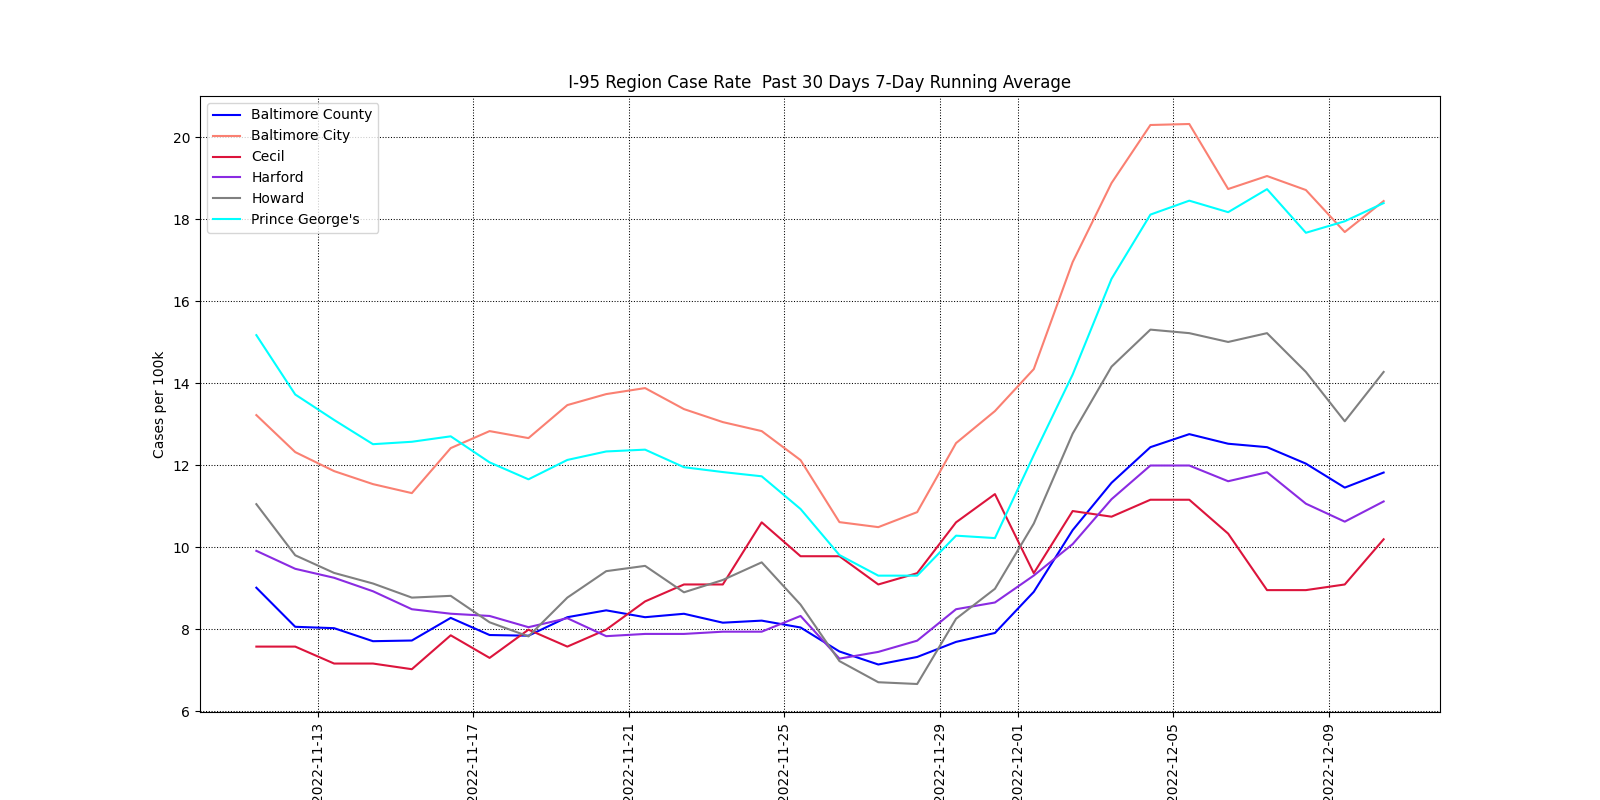 I-95 Region Case Rate  Past 30 Days 7-Day Running Average
Baltimore County
Baltimore City
Cecil
Harford
Howard
Prince George's
Cases per 100k
20
18
16
14
12
10
8
6
2022-11-13
2022-11-17
2022-11-21
2022-11-25
2022-11-29
2022-12-01
2022-12-05
2022-12-09